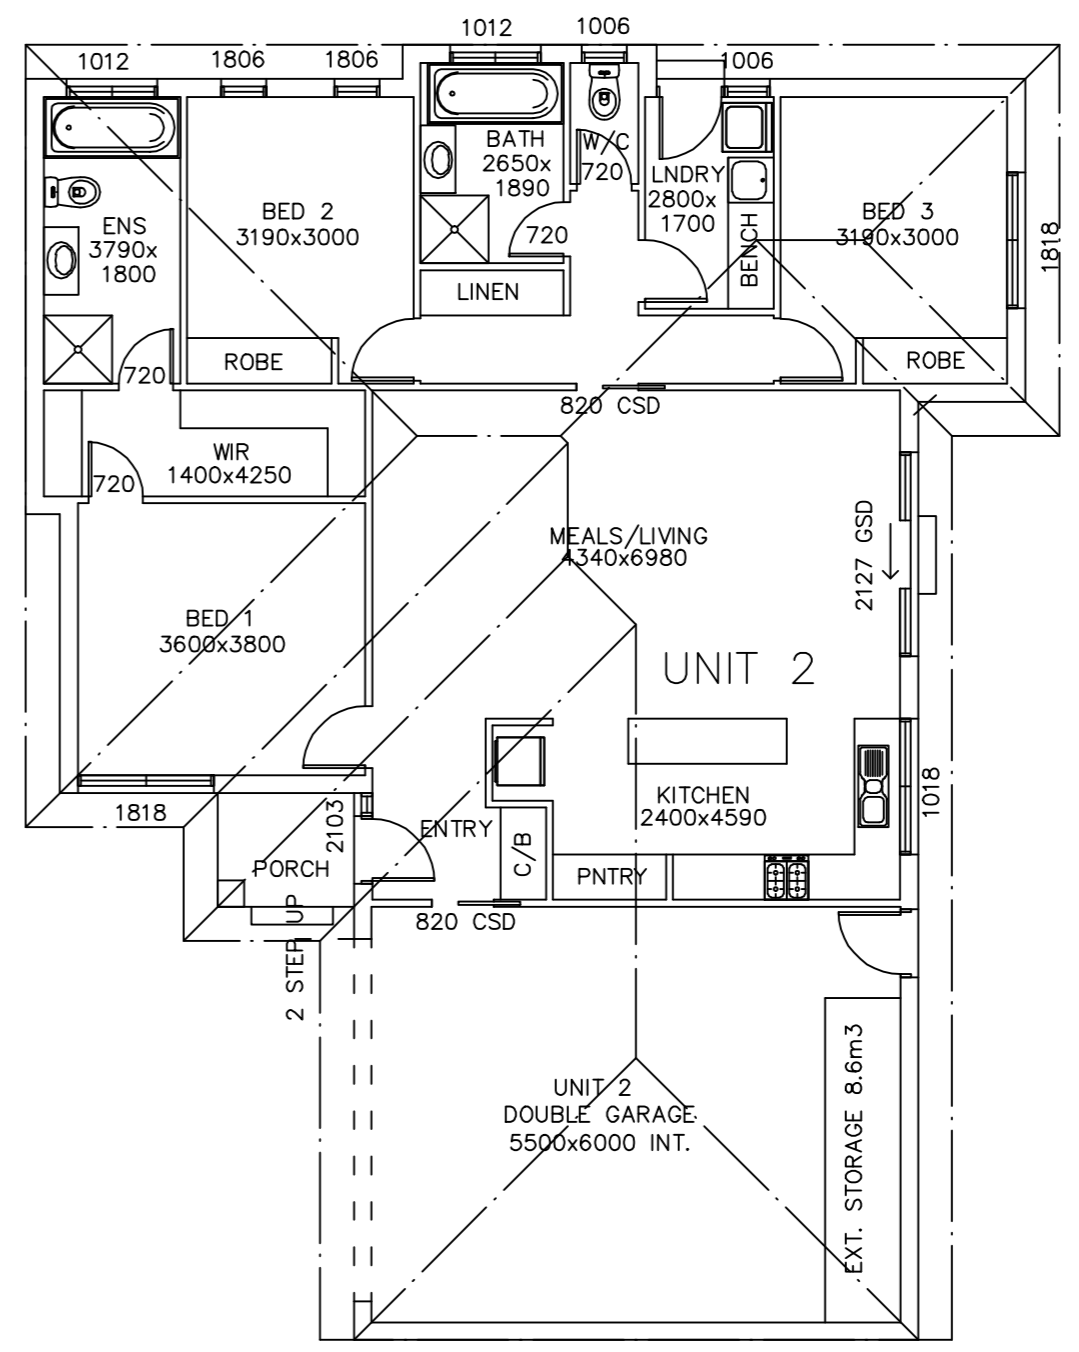 1012
1006
1012
1806
1806
1006
BATH
2650x
1890
W/C
720
LNDRY
2800x
1700
BENCH
BED 2
3190x3000
BED 3
3190x3000
1818
ENS
3790x
1800
720
LINEN
ROBE
ROBE
720
820 CSD
WIR
1400x4250
720
MEALS/LIVING
4340x6980
2127 GSD
BED 1
3600x3800
UNIT 2
KITCHEN
2400x4590
1018
1818
2103
ENTRY
C/B
PORCH
PNTRY
820 CSD
2 STEP UP
UNIT 2
DOUBLE GARAGE
5500x6000 INT.
EXT. STORAGE 8.6m3